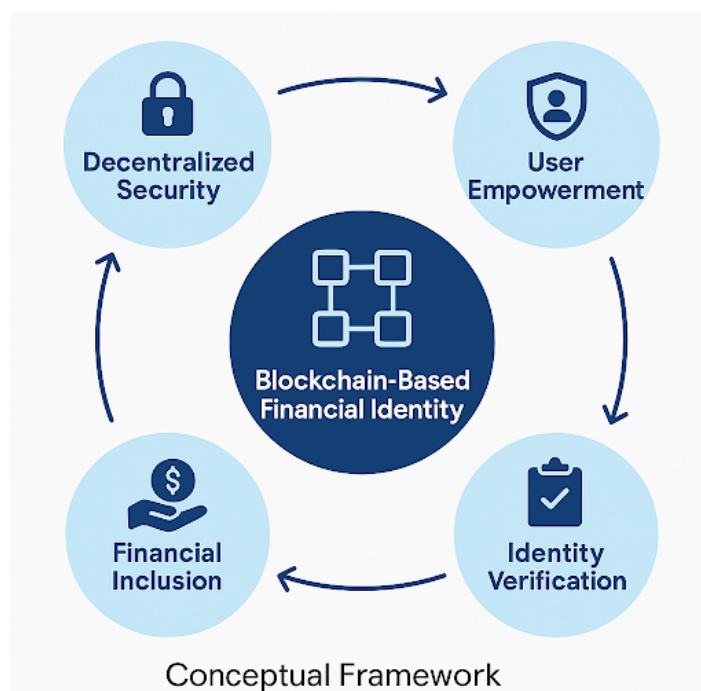 Decentralized
Security
User
Empowerment
Blockchain-Based
Financial Identity
$
Financial
Inclusion
Identity
Verification
Conceptual Framework